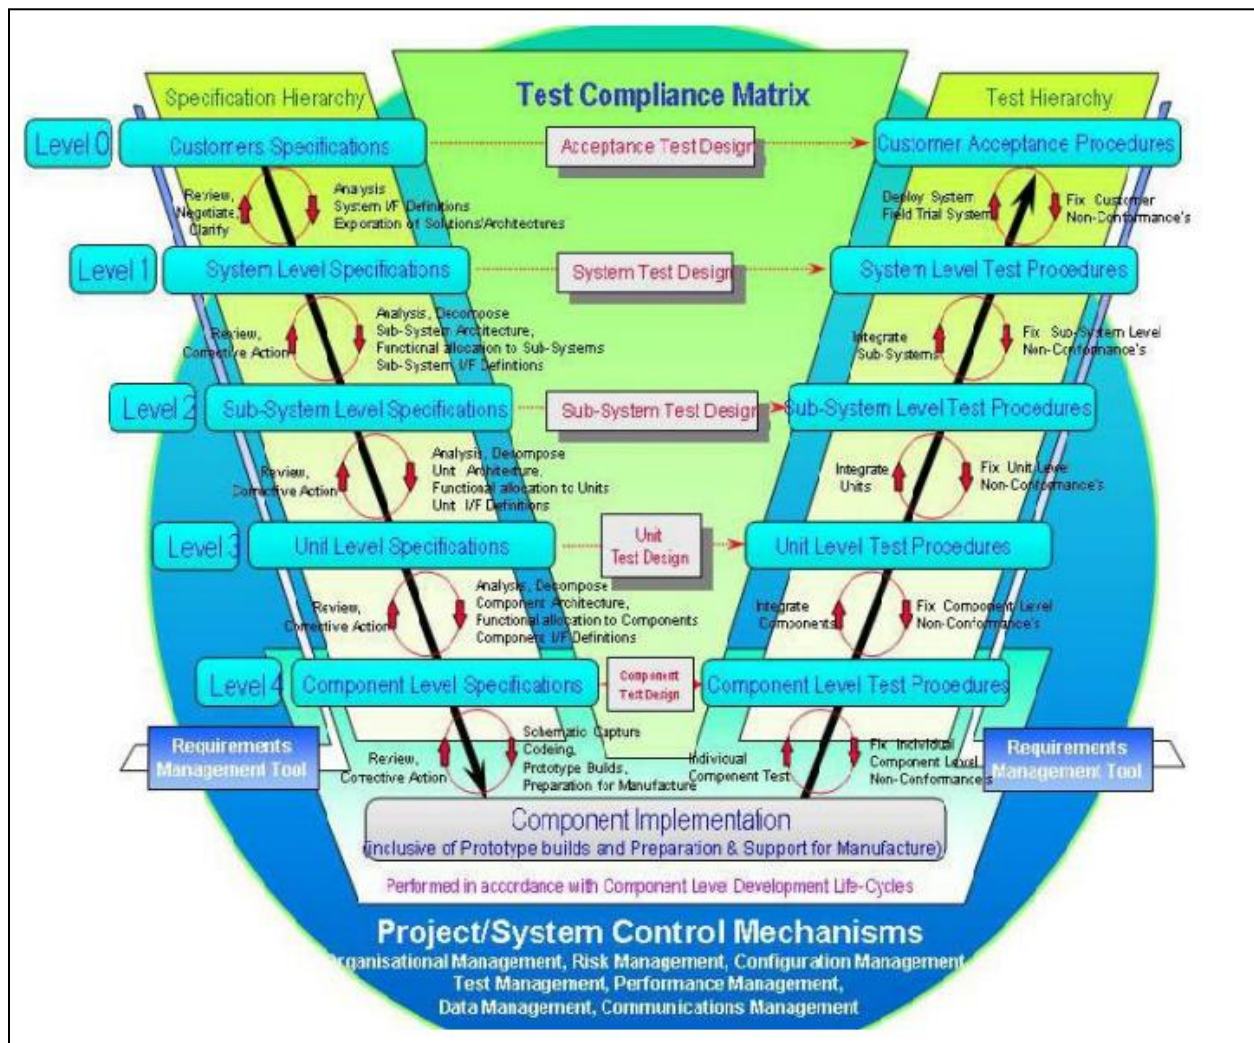 Test Compliance Matrix
Specification Hierarchy
Test Hierarchy
Level 0
Customers Specifications
Acceptance Test Design
Customer Acceptance Procedures
Review,
Negotiate,
Clarify
Analysis
System I/F Definitions
Exploration of Solutions/Architectures
Deploy System
Field Trial System
Fix Customer
Non-Conformance's
Level 1
System Level Specifications
System Test Design
System Level Test Procedures
Review,
Corrective Action
Analysis, Decompose
Sub-System Architecture,
Functional allocation to Sub-Systems
Sub-System I/F Definitions
Integrate
Sub-Systems
Fix Sub-System Level
Non-Conformance's
Level 2
Sub-System Level Specifications
Sub-System Test Design
Sub-System Level Test Procedures
Review,
Corrective Action
Analysis, Decompose
Unit Architecture,
Functional allocation to Units
Unit I/F Definitions
Integrate
Units
Fix Unit Level
Non-Conformance's
Level 3
Unit Level Specifications
Unit
Test Design
Unit Level Test Procedures
Review,
Corrective Action
Analysis, Decompose
Component Architecture,
Functional allocation to Components
Component I/F Definitions
Integrate
Components
Fix Component Level
Non-Conformance's
Level 4
Component Level Specifications
Component
Test Design
Component Level Test Procedures
Requirements
Management Tool
Review,
Corrective Action
Schematic Capture
Codeing,
Prototype Builds,
Preparation for Manufacture
Individual
Component Test
Fix Individual
Component Level
Non-Conformance's
Requirements
Management Tool
Component Implementation
(inclusive of Prototype builds and Preparation & Support for Manufacture)
Performed in accordance with Component Level Development Life-Cycles
Project/System Control Mechanisms
Organisational Management, Risk Management, Configuration Management,
Test Management, Performance Management,
Data Management, Communications Management